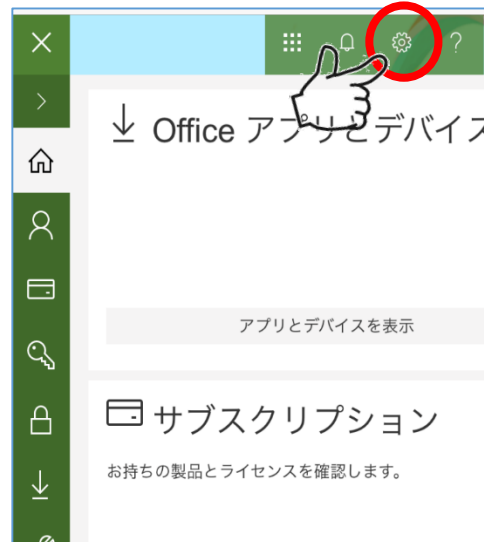 Office アプリとデバイス
アプリとデバイスを表示
サブスクリプション
お持ちの製品とライセンスを確認します。